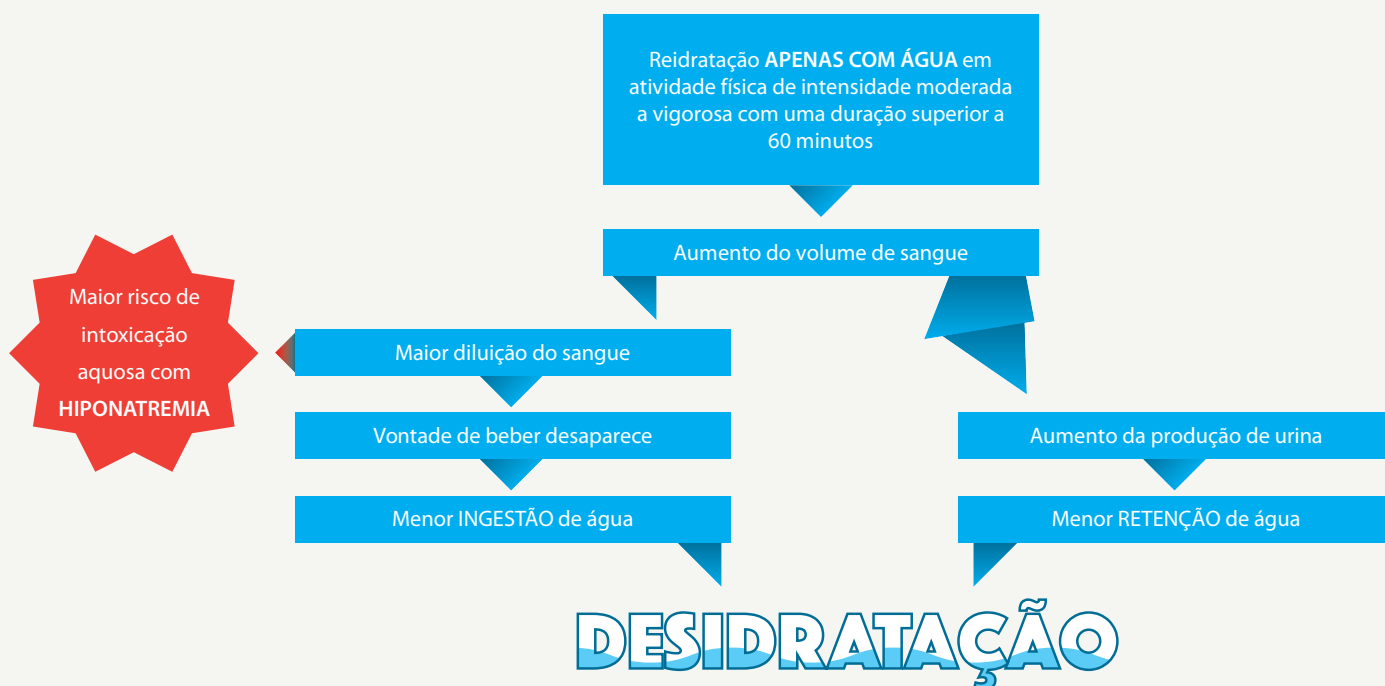 Reidratação APENAS COM ÁGUA em
atividade física de intensidade moderada
a vigorosa com uma duração superior a
60 minutos
Aumento do volume de sangue
Maior risco de
intoxicação
aquosa com
HIPONATREMIA
Maior diluição do sangue
Vontade de beber desaparece
Aumento da produção de urina
Menor INGESTÃO de água
Menor RETENÇÃO de água
DESIDRATAÇÃO